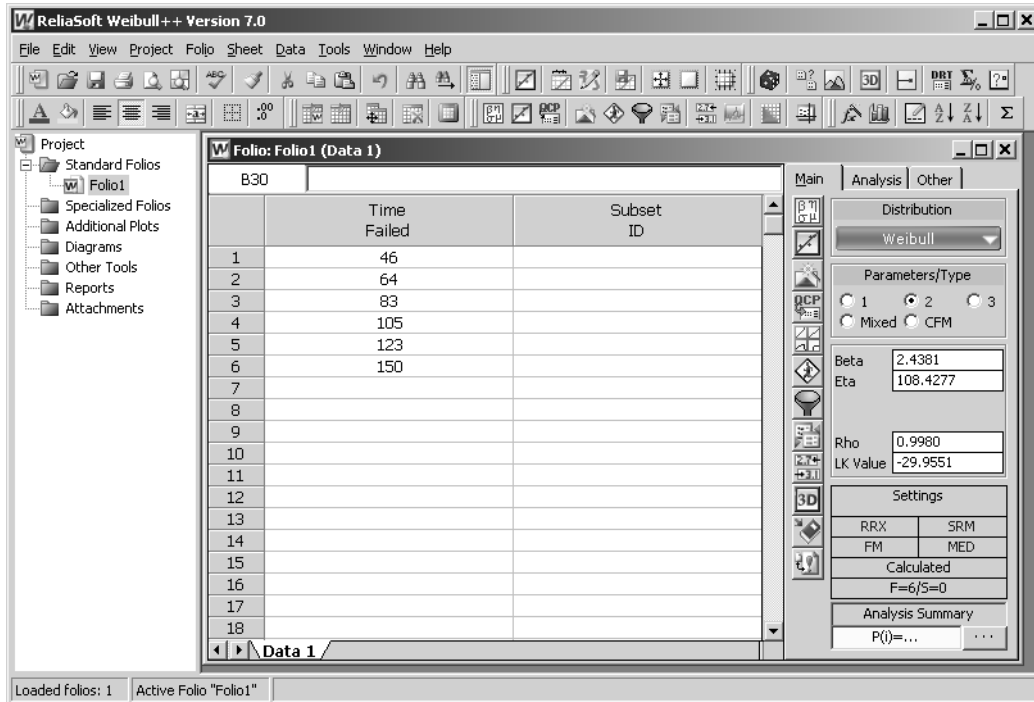 ReliaSoft Weibull++ Version 7.0
File Edit View Project Folio Sheet Data Tools Window Help
Project
Standard Folios
Folio1
Specialized Folios
Additional Plots
Diagrams
Other Tools
Reports
Attachments
Folio: Folio1 (Data 1)
B30
Time Failed
Subset ID
1 46
2 64
3 83
4 105
5 123
6 150
7
8
9
10
11
12
13
14
15
16
17
18
Data 1
Main Analysis Other
Distribution
Weibull
Parameters/Type
1 2 3
Mixed CFM
Beta 2.4381
Eta 108.4277
Rho 0.9980
LK Value -29.9551
Settings
RRX SRM
FM MED
Calculated
F=6/S=0
Analysis Summary
P(i)=... ...
Loaded folios: 1 Active Folio "Folio1"